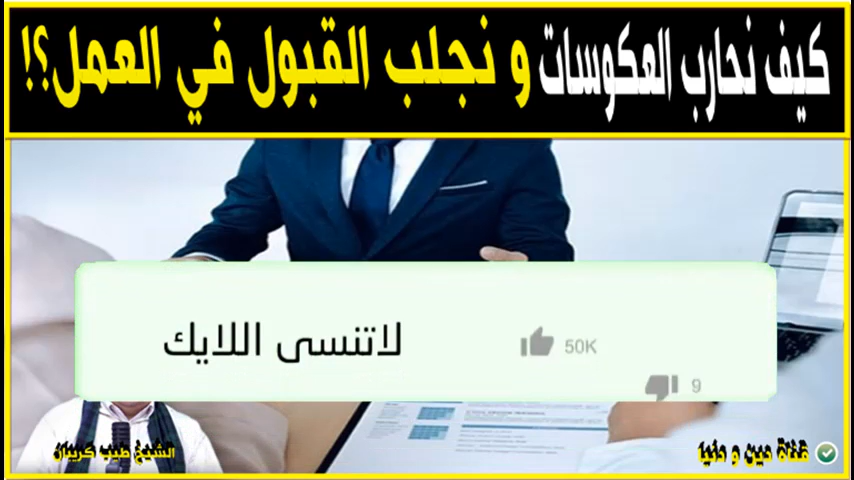 كيف نحارب العكوسات و نجلب القبول في العمل؟!
لاتنسى اللايك
50K
9
الشيخ طيب كريبان
قناة دين و دنيا